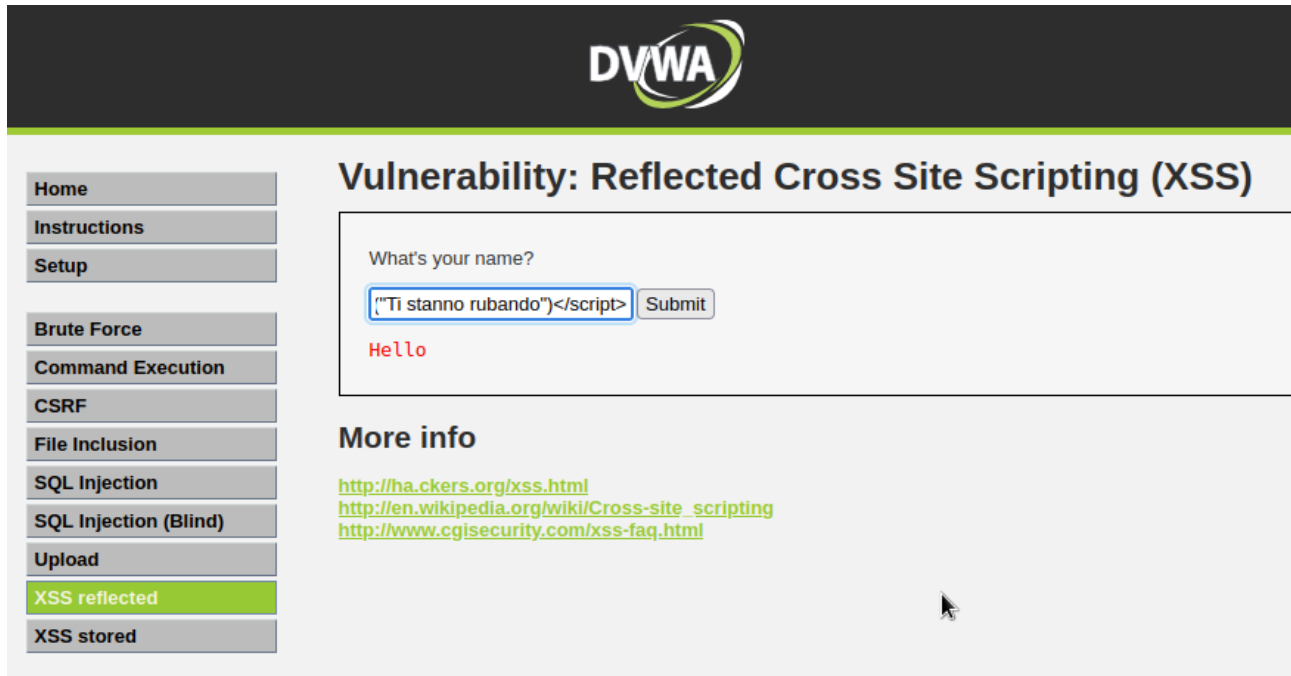 DVWA
Vulnerability: Reflected Cross Site Scripting (XSS)
Home
Instructions
Setup
Brute Force
Command Execution
CSRF
File Inclusion
SQL Injection
SQL Injection (Blind)
Upload
XSS reflected
XSS stored
What's your name?
("Ti stanno rubando")</script> Submit
Hello
More info
http://ha.ckers.org/xss.html
http://en.wikipedia.org/wiki/Cross-site_scripting
http://www.cgisecurity.com/xss-faq.html